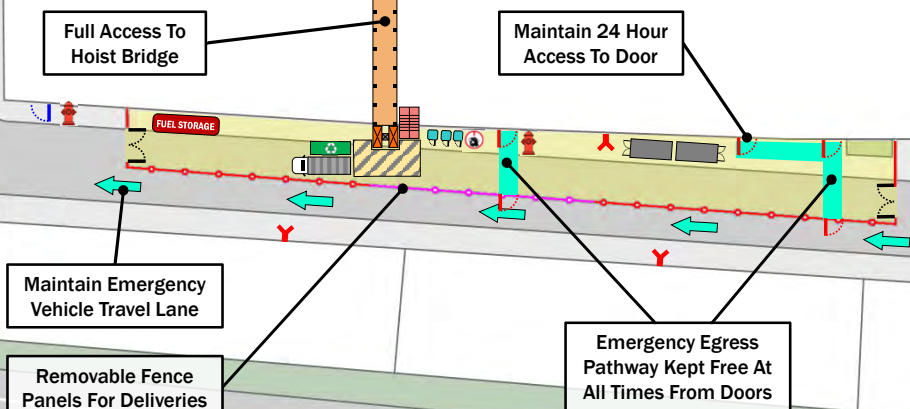 Full Access To
Hoist Bridge
Maintain 24 Hour
Access To Door
FUEL STORAGE
Maintain Emergency
Vehicle Travel Lane
Removable Fence
Panels For Deliveries
Emergency Egress
Pathway Kept Free At
All Times From Doors